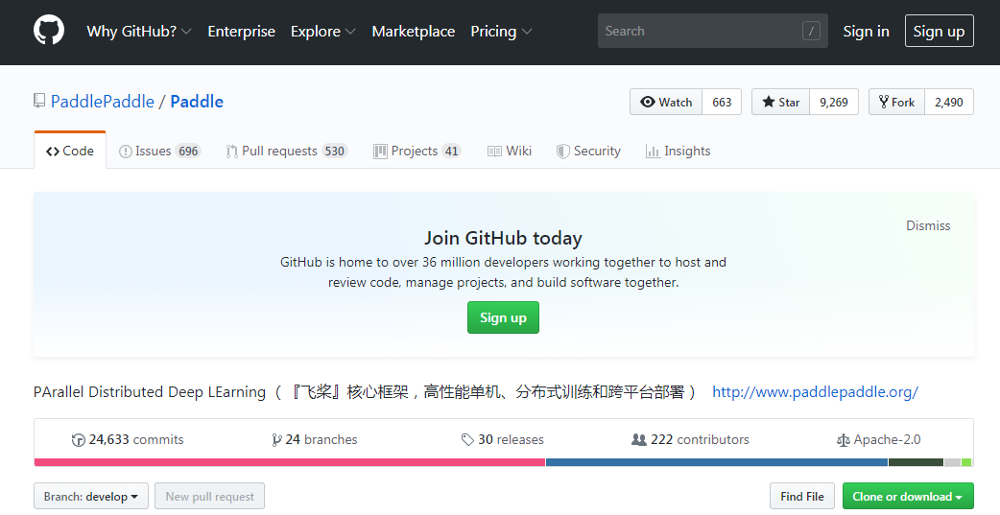 Why GitHub? Enterprise Explore Marketplace Pricing Search / Sign in Sign up
PaddlePaddle / Paddle Watch 663 Star 9,269 Fork 2,490
Code Issues 696 Pull requests 530 Projects 41 Wiki Security Insights
Dismiss
Join GitHub today
GitHub is home to over 36 million developers working together to host and
review code, manage projects, and build software together.
Sign up
PArallel Distributed Deep LEarning （『飞桨』核心框架，高性能单机、分布式训练和跨平台部署） http://www.paddlepaddle.org/
24,633 commits 24 branches 30 releases 222 contributors Apache-2.0
Branch: develop New pull request Find File Clone or download